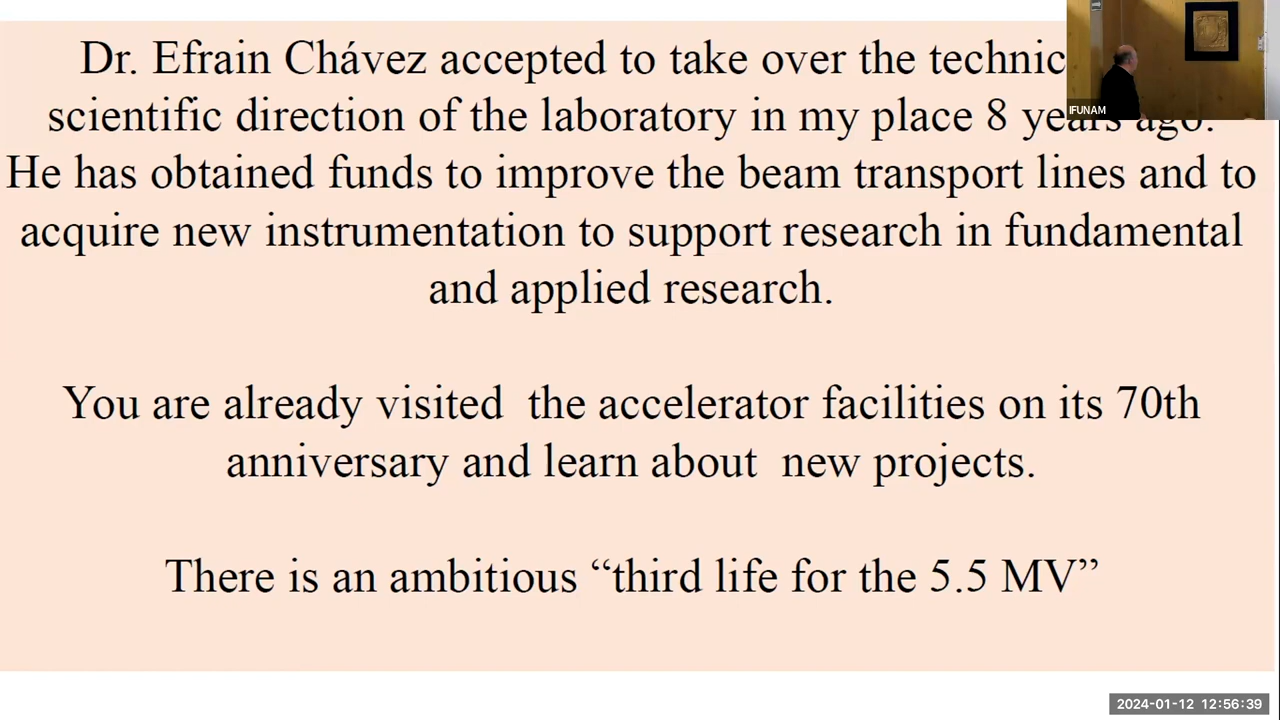 Dr. Efrain Chávez accepted to take over the
scientific direction of the laboratory in my place 8 years ago.
He has obtained funds to improve the beam transport lines and to
acquire new instrumentation to support research in fundamental
and applied research.
You are already visited the accelerator facilities on its 70th
anniversary and learn about new projects.
There is an ambitious “third life for the 5.5 MV”
IFUNAM
2024-01-12 12:56:39